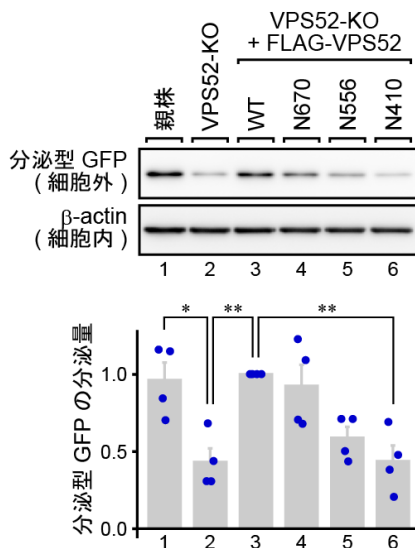 VPS52-KO
+ FLAG-VPS52
親株
VPS52-KO
WT
N670
N556
N410
分泌型 GFP
(細胞外)
β-actin
(細胞内)
1 2 3 4 5 6
* ** **
分泌型 GFP の分泌量
1.0
0.5
0.0
1 2 3 4 5 6